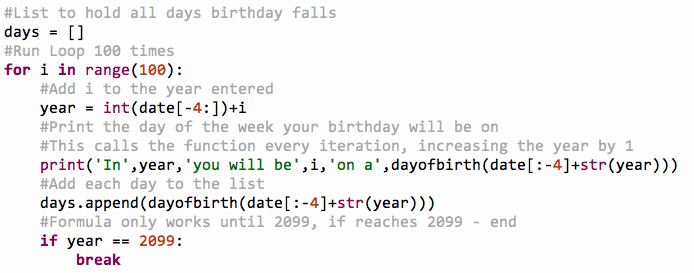 #List to hold all days birthday falls
days = []
#Run Loop 100 times
for i in range(100):
    #Add i to the year entered
    year = int(date[-4:])+i
    #Print the day of the week your birthday will be on
    #This calls the function every iteration, increasing the year by 1
    print('In',year,'you will be',i,'on a',dayofbirth(date[:-4]+str(year)))
    #Add each day to the list
    days.append(dayofbirth(date[:-4]+str(year)))
    #Formula only works until 2099, if reaches 2099 - end
    if year == 2099:
        break